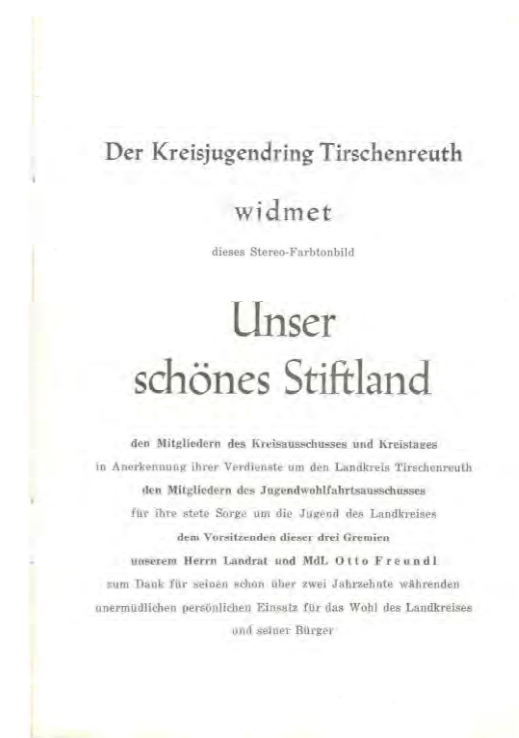 Der Kreisjugendring Tirschenreuth
widmet
dieses Stereo-Farbtonbild
Unser
schönes Stiftland
den Mitgliedern des Kreisausschusses und Kreistages
in Anerkennung ihrer Verdienste um den Landkreis Tirschenreuth
den Mitgliedern des Jugendwohlfahrtsausschusses
für ihre stete Sorge um die Jugend des Landkreises
dem Vorsitzenden dieser drei Gremien
unserem Herrn Landrat und MdL Otto Freundl
zum Dank für seinen schon über zwei Jahrzehnte währenden
unermüdlichen persönlichen Einsatz für das Wohl des Landkreises
und seiner Bürger